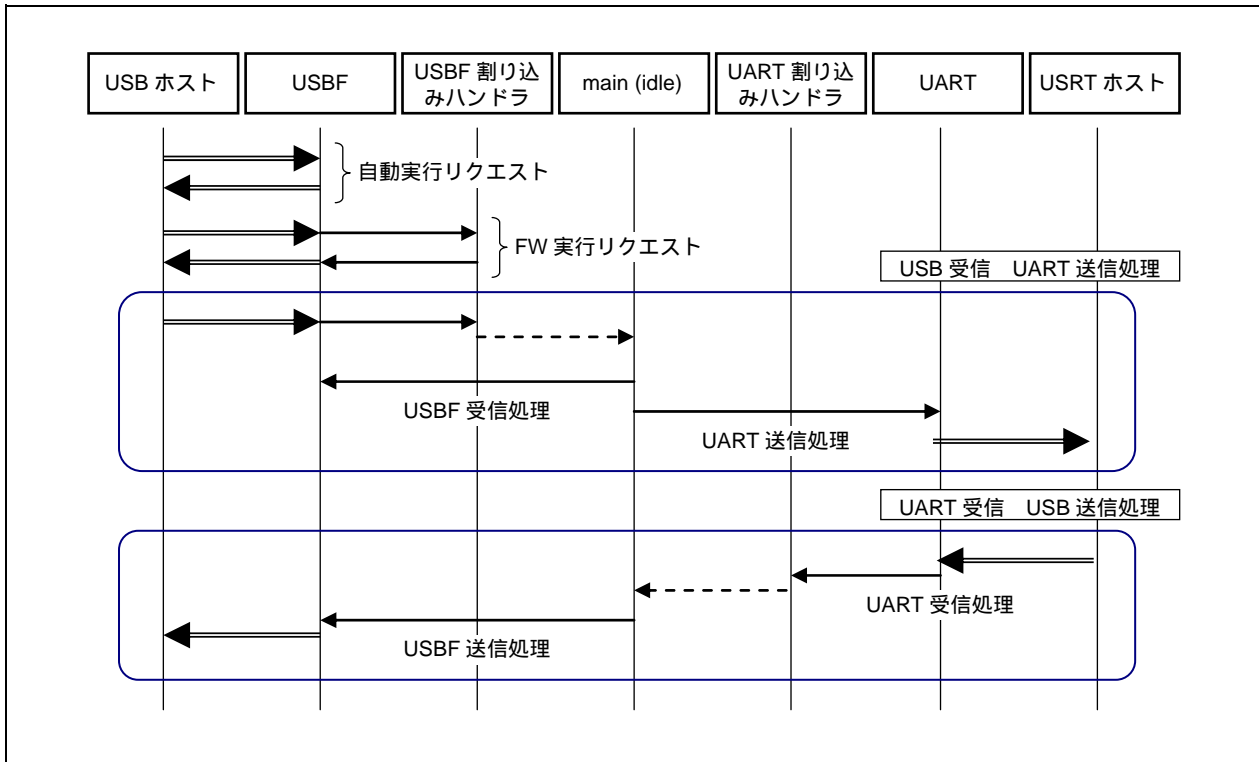 USB ホスト
USBF
USBF 割り込
みハンドラ
main (idle)
UART 割り込
みハンドラ
UART
USRT ホスト
自動実行リクエスト
FW 実行リクエスト
USB 受信　UART 送信処理
USBF 受信処理
UART 送信処理
UART 受信　USB 送信処理
UART 受信処理
USBF 送信処理